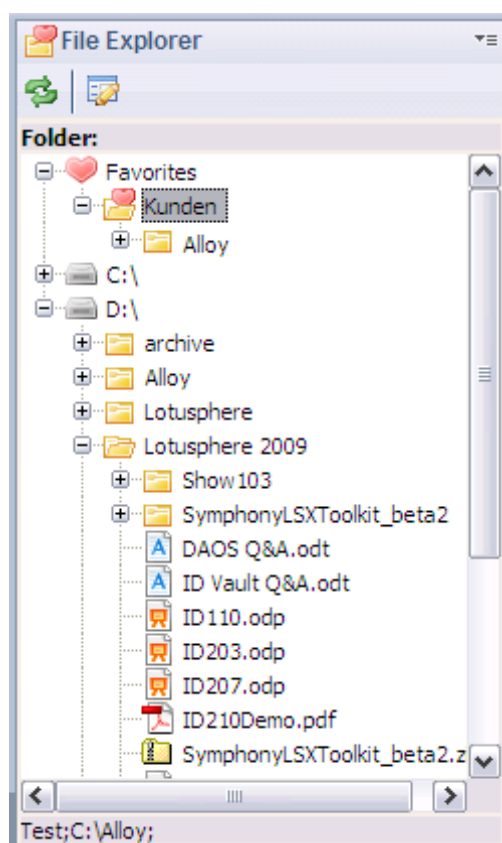 File Explorer
Folder:
Favorites
Kunden
Alloy
C:\
D:\
archive
Alloy
Lotusphere
Lotusphere 2009
Show103
SymphonyLSXToolkit_beta2
DAOS Q&A.odt
ID Vault Q&A.odt
ID110.odp
ID203.odp
ID207.odp
ID210Demo.pdf
SymphonyLSXToolkit_beta2.z
Test;C:\Alloy;